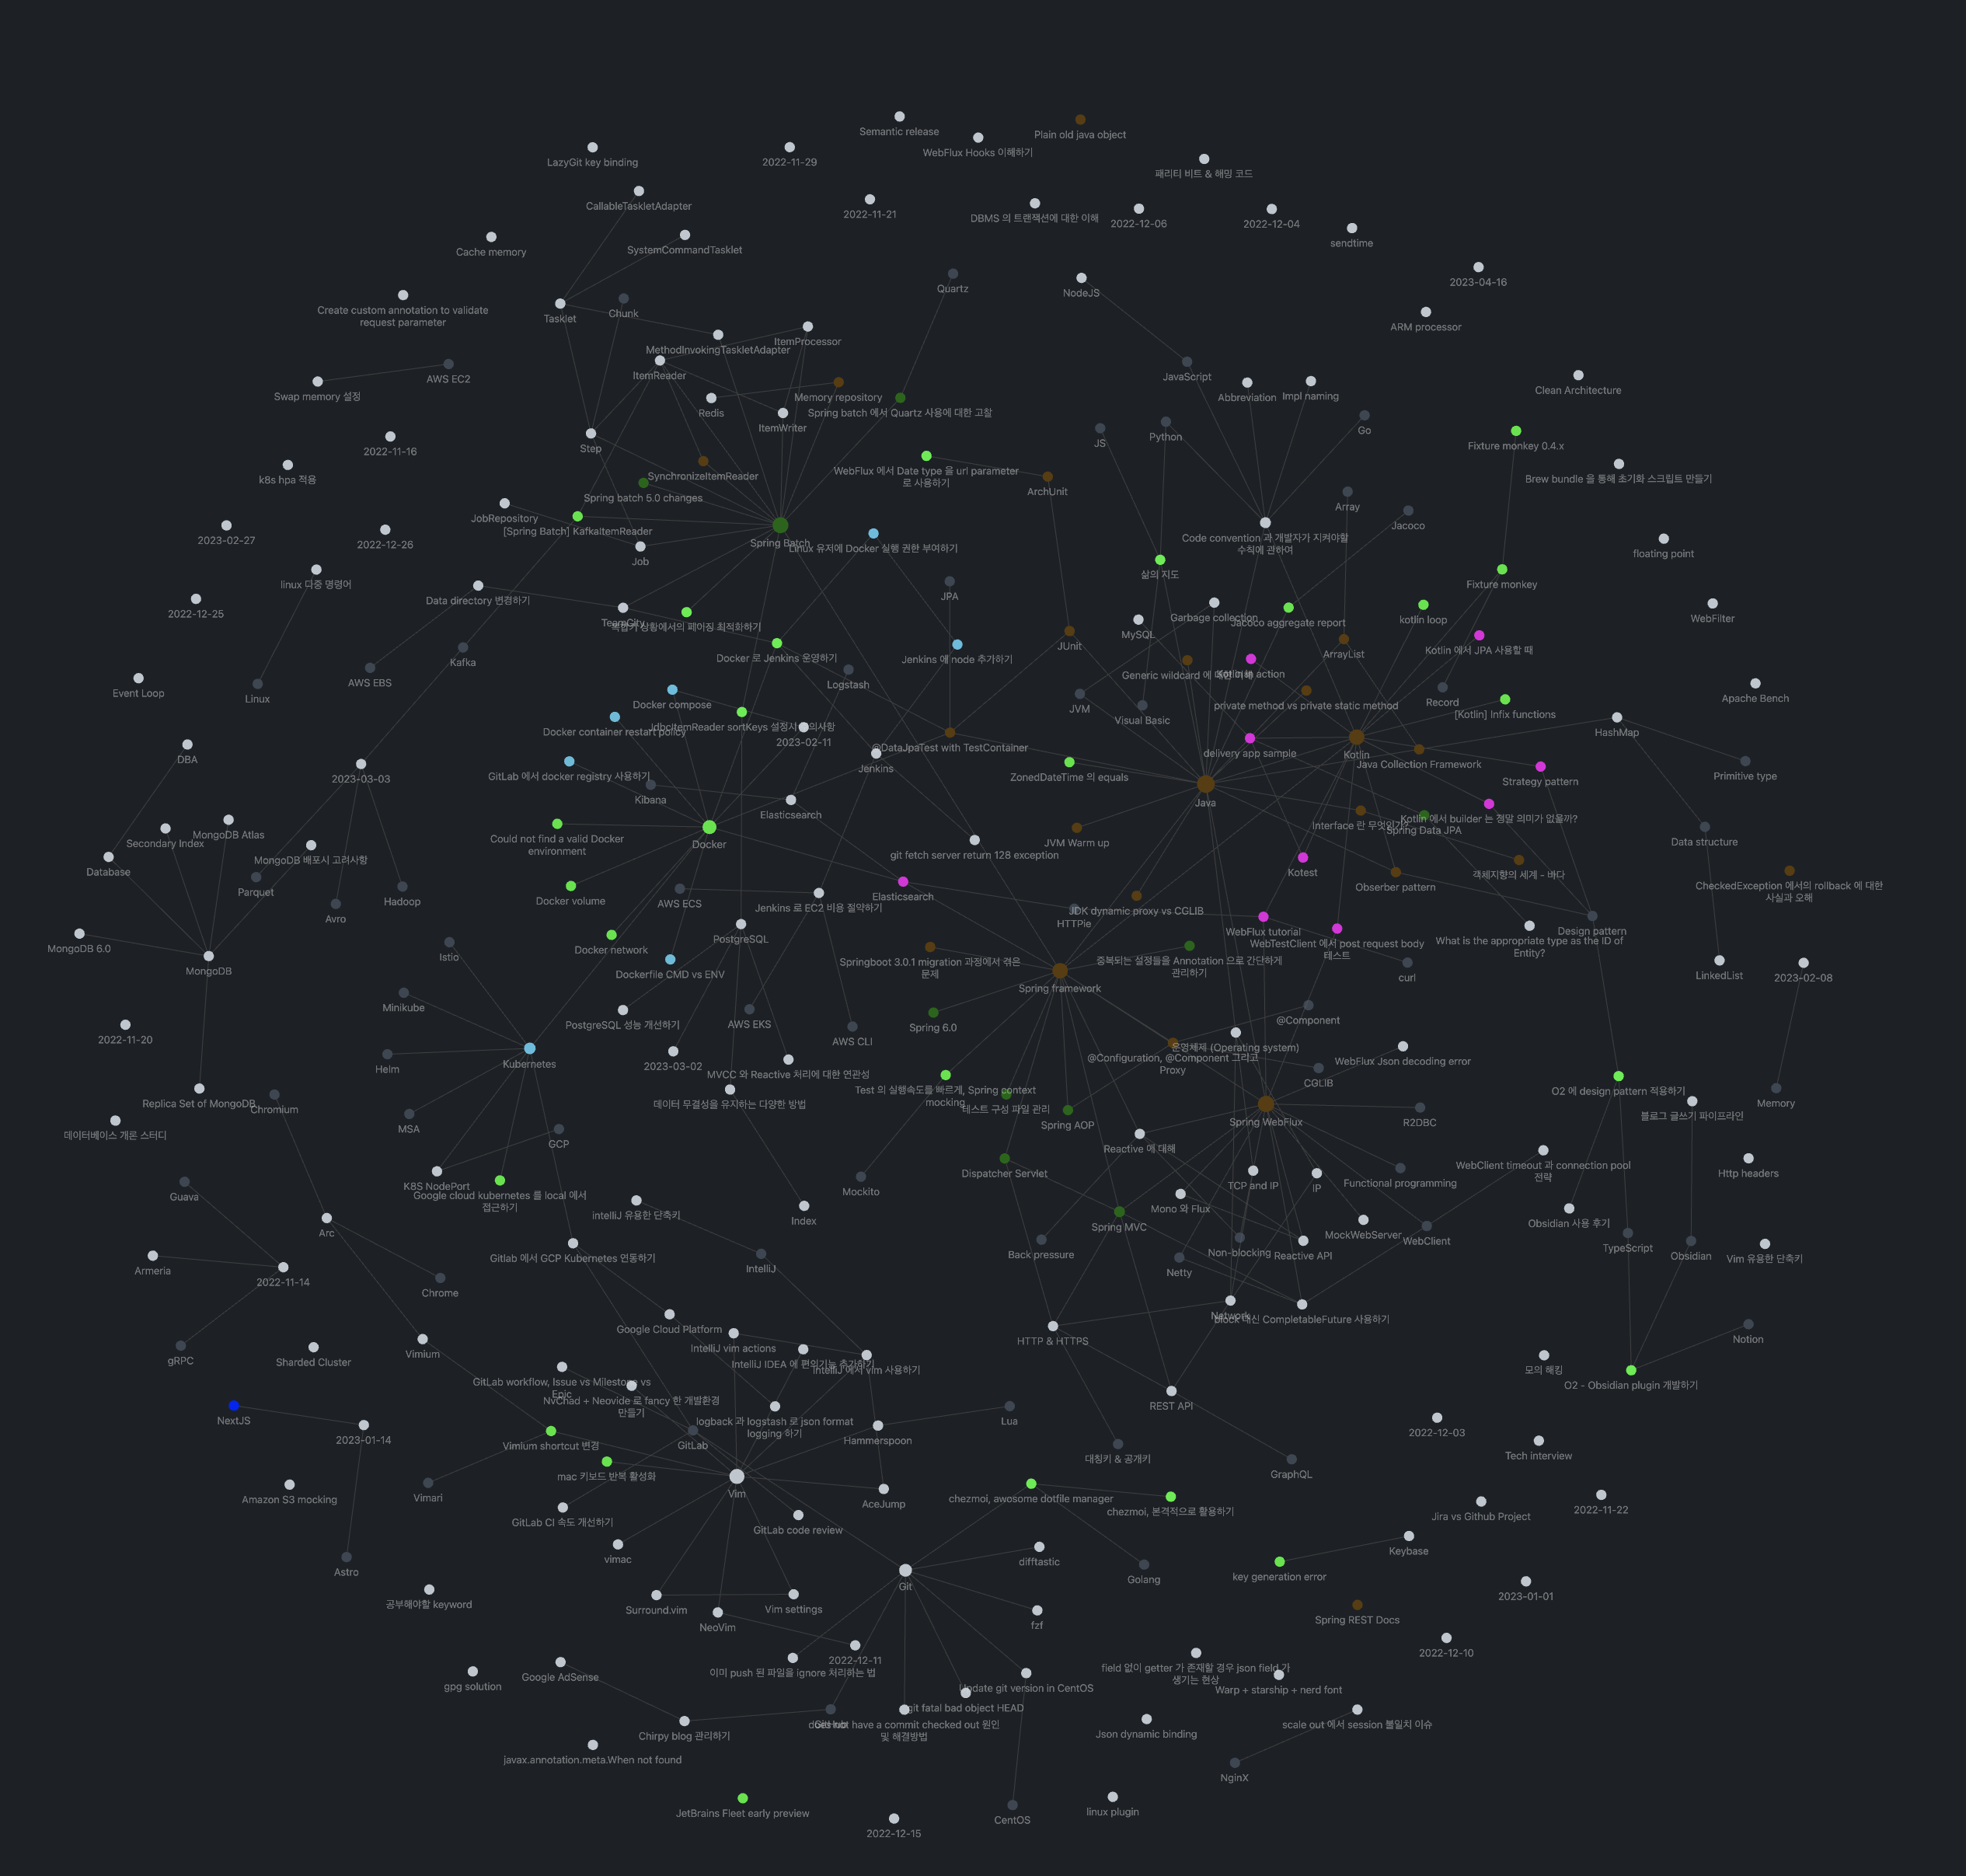 Semantic release
Plain old java object
WebFlux Hooks 이해하기
LazyGit key binding
2022-11-29
패리티 비트 & 해밍 코드
CallableTaskletAdapter
2022-11-21
DBMS 의 트랜잭션에 대한 이해
2022-12-06
2022-12-04
sendtime
Cache memory
SystemCommandTasklet
2023-04-16
Quartz
NodeJS
Create custom annotation to validate
request parameter
Tasklet
Chunk
ARM processor
MethodInvokingTaskletAdapter
ItemProcessor
ItemReader
AWS EC2
JavaScript
Swap memory 설정
Memory repository
Abbreviation
Impl naming
Clean Architecture
Redis
Spring batch 에서 Quartz 사용에 대한 고찰
ItemWriter
Go
JS
Python
2022-11-16
Step
Fixture monkey 0.4.x
k8s hpa 적용
SynchronizeItemReader
WebFlux 에서 Date type 을 url parameter
로 사용하기
ArchUnit
Brew bundle 을 통해 초기화 스크립트 만들기
Spring batch 5.0 changes
Array
JobRepository
[Spring Batch] KafkaItemReader
Jacoco
2023-02-27
2022-12-26
Spring Batch
Linux 유저에 Docker 실행 권한 부여하기
Code convention 과 개발자가 지켜야할
수칙에 관하여
Job
floating point
linux 다중 명령어
삶의 지도
Fixture monkey
JPA
2022-12-25
Data directory 변경하기
TeamCity
상황에서의 페이징 최적화하기
Garbage collection
Jacoco aggregate report
kotlin loop
WebFilter
MySQL
JUnit
ArrayList
Kotlin 에서 JPA 사용할 때
Kafka
Docker 로 Jenkins 운영하기
Jenkins 에 node 추가하기
Generic wildcard 에
Kotlin in action
AWS EBS
Event Loop
Linux
Logstash
JVM
Record
Apache Bench
Docker compose
Visual Basic
private method vs private static method
[Kotlin] Infix functions
Docker container restart policy
JdbcItemReader sortKeys 설정시
2023-02-11
@DataJpaTest with TestContainer
delivery app sample
Kotlin
HashMap
DBA
Jenkins
Java Collection Framework
2023-03-03
GitLab 에서 docker registry 사용하기
ZonedDateTime 의 equals
Strategy pattern
Primitive type
Kibana
Java
Elasticsearch
Kotlin 에서 builder 는 정말 의미가 없을까?
Interface 란 무엇인가?
Spring Data JPA
MongoDB Atlas
Secondary Index
Could not find a valid Docker
environment
Docker
JVM Warm up
Data structure
git fetch server return 128 exception
MongoDB 배포시 고려사항
Database
Kotest
객체지향의 세계 - 바다
CheckedException 에서의 rollback 에 대한
사실과 오해
Parquet
Hadoop
Docker volume
AWS ECS
Elasticsearch
Obserber pattern
Avro
Jenkins 로 EC2 비용 절약하기
JDK dynamic proxy vs CGLIB
HTTPie
MongoDB 6.0
Docker network
PostgreSQL
WebFlux tutorial
WebTestClient 에서 post request body
테스트
Design pattern
What is the appropriate type as the ID of
Entity?
Istio
MongoDB
Dockerfile CMD vs ENV
Springboot 3.0.1 migration 과정에서 겪은
문제
중복되는 설정들을 Annotation 으로 간단하게
관리하기
curl
LinkedList
2023-02-08
Spring framework
Minikube
PostgreSQL 성능 개선하기
AWS EKS
Spring 6.0
@Component
2022-11-20
AWS CLI
운영체제 (Operating system)
@Configuration, @Component 그리고
Proxy
WebFlux Json decoding error
Kubernetes
Helm
2023-03-02
MVCC 와 Reactive 처리에 대한 연관성
CGLIB
O2 에 design pattern 적용하기
Memory
Replica Set of MongoDB
Chromium
데이터 무결성을 유지하는 다양한 방법
Test 의 실행속도를 빠르게, Spring context
mocking
테스트 구성 파일 관리
Spring AOP
Spring WebFlux
R2DBC
블로그 글쓰기 파이프라인
데이터베이스 개론 스터디
MSA
GCP
Reactive 에 대해
K8S NodePort
Dispatcher Servlet
WebClient timeout 과 connection pool
전략
Http headers
Google cloud kubernetes 를 local 에서
접근하기
Mockito
TCP and IP
IP
Functional programming
Guava
intelliJ 유용한 단축키
Index
Mono 와 Flux
Spring MVC
Arc
MockWebServer
WebClient
Obsidian 사용 후기
TypeScript
Obsidian
Vim 유용한 단축키
Back pressure
Non-blocking
Reactive API
Gitlab 에서 GCP Kubernetes 연동하기
IntelliJ
Netty
Armeria
2022-11-14
Chrome
Network
block 대신 CompletableFuture 사용하기
Google Cloud Platform
HTTP & HTTPS
Notion
IntelliJ vim actions
Vimium
gRPC
Sharded Cluster
IntelliJ IDEA 에 편의기능 추가하기
IntelliJ 에서 vim 사용하기
모의 해킹
GitLab workflow, Issue vs Milestone vs
Epic
O2 - Obsidian plugin 개발하기
NvChad + Neovide 로 fancy 한 개발환경
만들기
REST API
NextJS
logback 과 logstash 로 json format
logging 하기
Lua
2023-01-14
Hammerspoon
2022-12-03
Vimium shortcut 변경
GitLab
Tech interview
대칭키 & 공개키
mac 키보드 반복 활성화
Vim
GraphQL
Amazon S3 mocking
Vimari
AceJump
chezmoi, awosome dotfile manager
chezmoi, 본격적으로 활용하기
2022-11-22
GitLab CI 속도 개선하기
GitLab code review
Jira vs Github Project
Keybase
vimac
difftastic
Astro
key generation error
Golang
Git
공부해야할 keyword
2023-01-01
Surround.vim
Vim settings
Spring REST Docs
fzf
NeoVim
2022-12-10
2022-12-11
이미 push 된 파일을 ignore 처리하는 법
Google AdSense
gpg solution
field 없이 getter 가 존재할 경우 json field 가
생기는 현상
Update git version in CentOS
Warp + starship + nerd font
git fatal bad object HEAD
does not have a commit checked out 원인
및 해결방법
GitHub
scale out 에서 session 불일치 이슈
Chirpy blog 관리하기
Json dynamic binding
javax.annotation.meta.When not found
NginX
JetBrains Fleet early preview
linux plugin
CentOS
2022-12-15